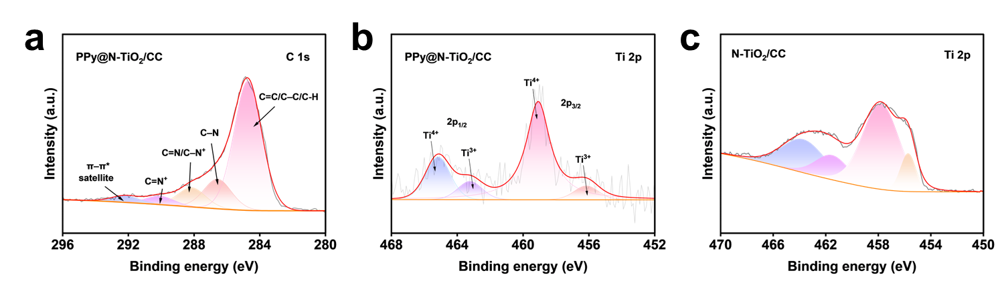 a
PPy@N-TiO₂/CC
C 1s
C=C/C–C/C-H
C–N
C=N/C–N⁺
C=N⁺
π–π*
satellite
Intensity (a.u.)
296 292 288 284 280
Binding energy (eV)
b
PPy@N-TiO₂/CC
Ti 2p
Ti⁴⁺
2p₃/₂
2p₁/₂
Ti⁴⁺
Ti³⁺
Ti³⁺
Intensity (a.u.)
468 464 460 456 452
Binding energy (eV)
c
N-TiO₂/CC
Ti 2p
Intensity (a.u.)
470 466 462 458 454 450
Binding energy (eV)